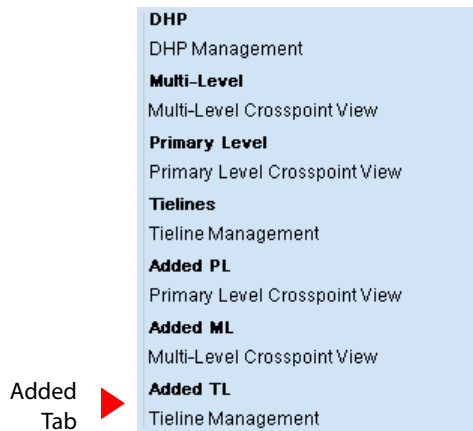 DHP
DHP Management
Multi-Level
Multi-Level Crosspoint View
Primary Level
Primary Level Crosspoint View
Tielines
Tieline Management
Added PL
Primary Level Crosspoint View
Added ML
Multi-Level Crosspoint View
Added TL
Tieline Management
Added
Tab